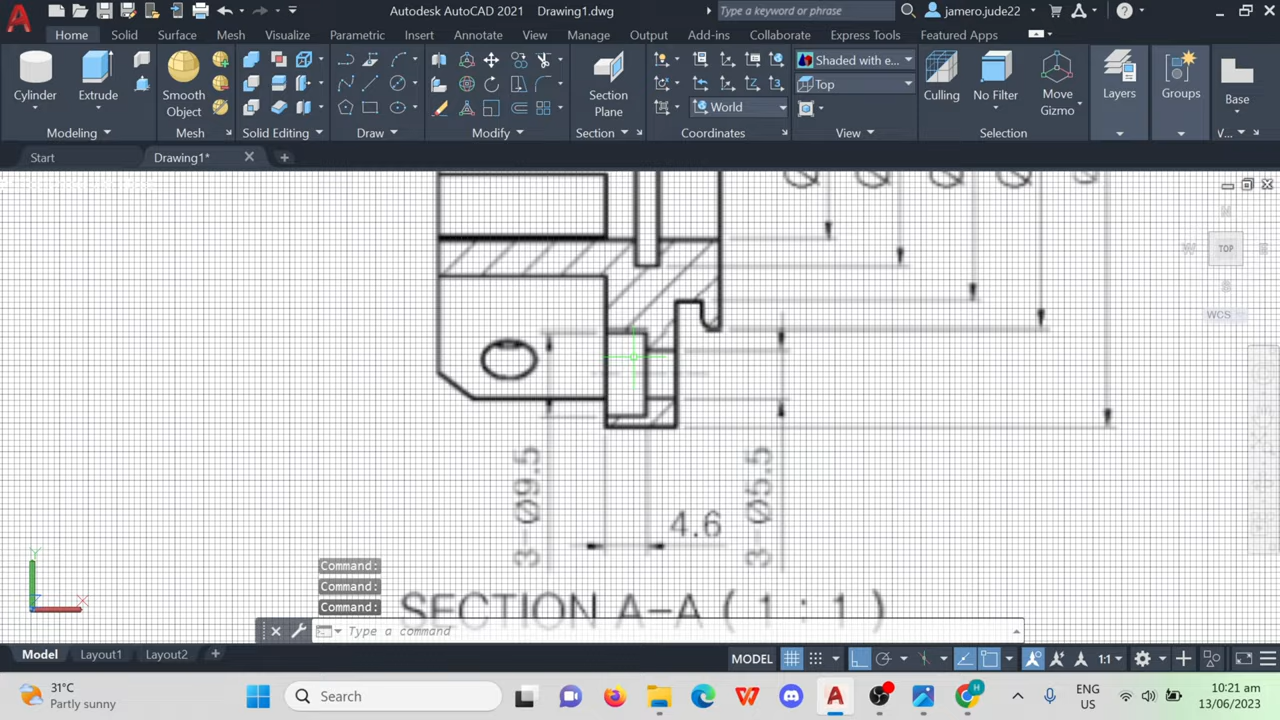 Autodesk AutoCAD 2021 Drawing1.dwg
Type a keyword or phrase
jamero.jude22
Home Solid Surface Mesh Visualize Parametric Insert Annotate View Manage Output Add-ins Collaborate Express Tools Featured Apps
Cylinder
Extrude
Smooth
Object
Section
Plane
World
Shaded with e...
Top
Culling
No Filter
Move
Gizmo
Layers
Groups
Base
Modeling
Mesh
Solid Editing
Draw
Modify
Section
Coordinates
View
Selection
V...
Start
Drawing1*
TOP
W
E
WCS
3-Ø9.5
4.6
3-Ø5.5
SECTION A-A ( 1 : 1 )
Command:
Command:
Command:
Type a command
Y
X
Model Layout1 Layout2
MODEL
1:1
31°C
Partly sunny
Search
ENG
US
10:21 am
13/06/2023